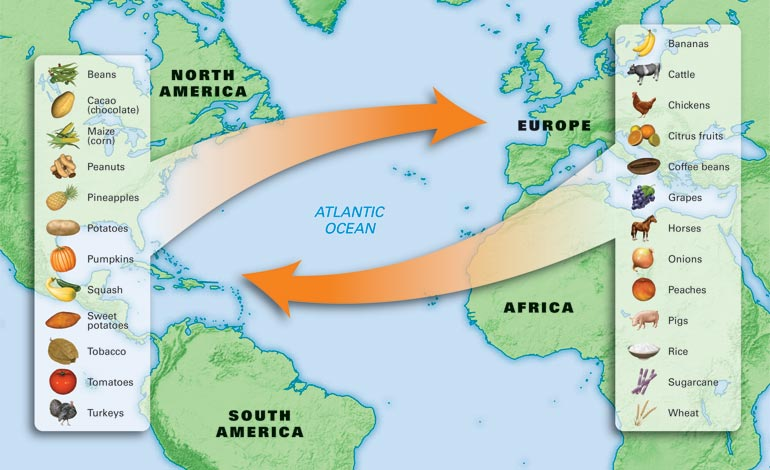 Beans
Cacao
(chocolate)
Maize
(corn)
Peanuts
Pineapples
Potatoes
Pumpkins
Squash
Sweet
potatoes
Tobacco
Tomatoes
Turkeys
NORTH
AMERICA
ATLANTIC
OCEAN
SOUTH
AMERICA
EUROPE
AFRICA
Bananas
Cattle
Chickens
Citrus fruits
Coffee beans
Grapes
Horses
Onions
Peaches
Pigs
Rice
Sugarcane
Wheat